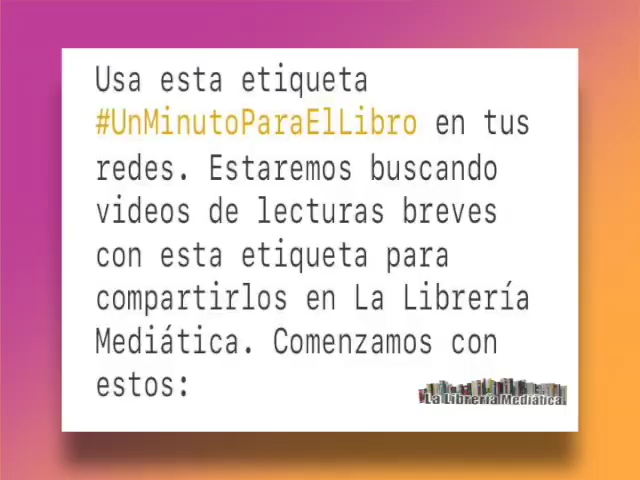 Usa esta etiqueta
#UnMinutoParaElLibro en tus
redes. Estaremos buscando
videos de lecturas breves
con esta etiqueta para
compartirlos en La Librería
Mediática. Comenzamos con
estos:
La Librería Mediática